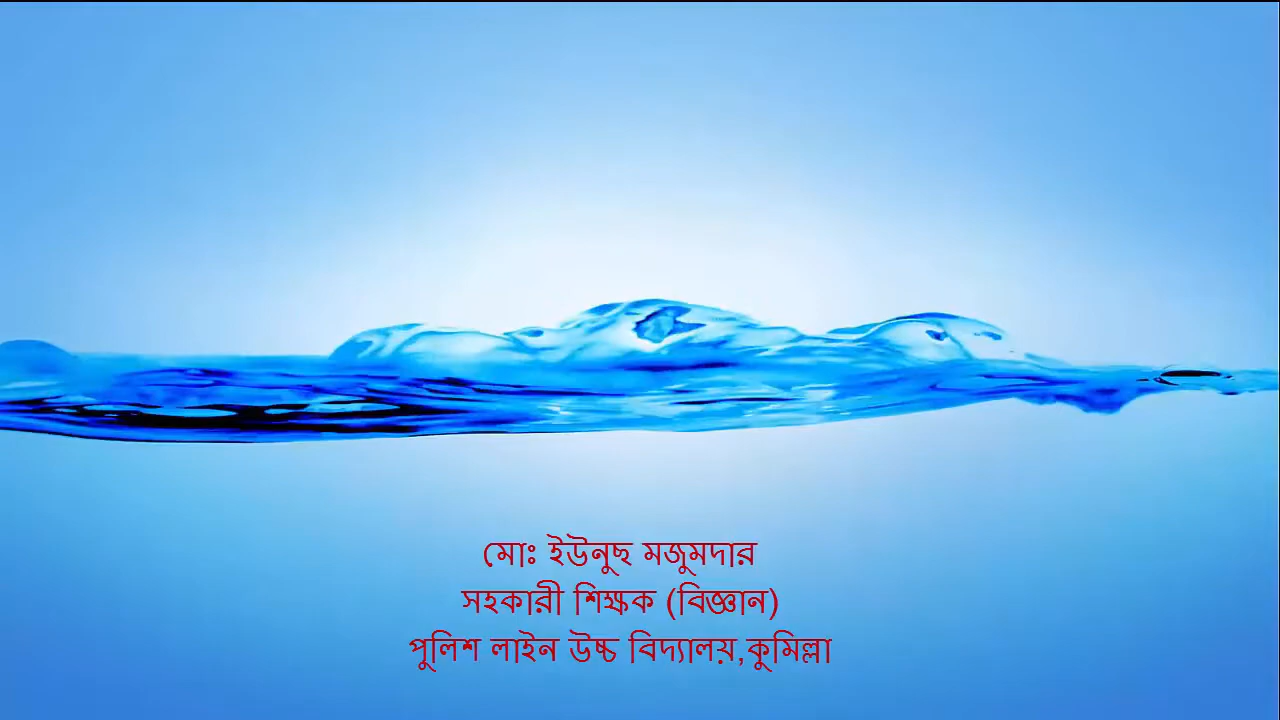 মোঃ ইউনুছ মজুমদার
সহকারী শিক্ষক (বিজ্ঞান)
পুলিশ লাইন উচ্চ বিদ্যালয়,কুমিল্লা